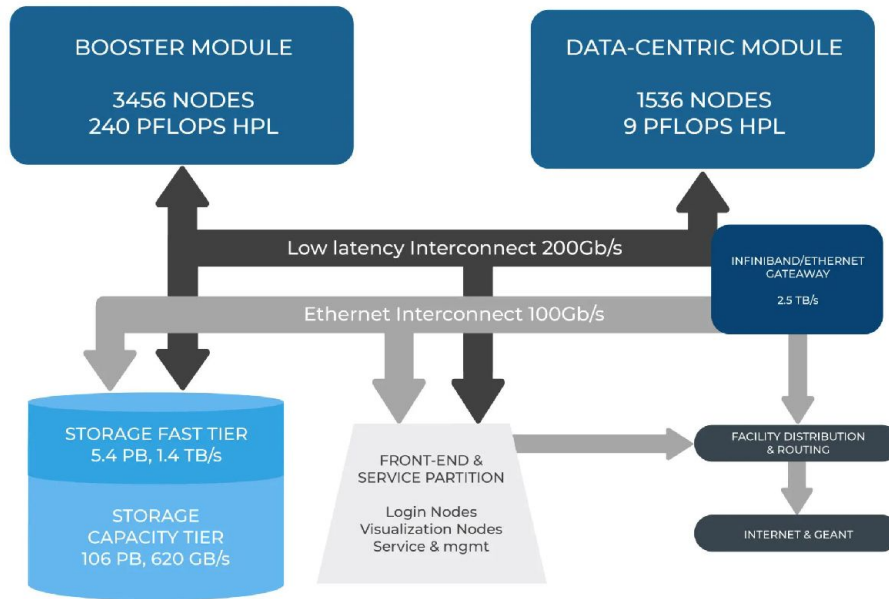 BOOSTER MODULE
3456 NODES
240 PFLOPS HPL
DATA-CENTRIC MODULE
1536 NODES
9 PFLOPS HPL
Low latency Interconnect 200Gb/s
INFINIBAND/ETHERNET
GATEAWAY
2.5 TB/s
Ethernet Interconnect 100Gb/s
STORAGE FAST TIER
5.4 PB, 1.4 TB/s
STORAGE
CAPACITY TIER
106 PB, 620 GB/s
FRONT-END &
SERVICE PARTITION
Login Nodes
Visualization Nodes
Service & mgmt
FACILITY DISTRIBUTION
& ROUTING
INTERNET & GEANT